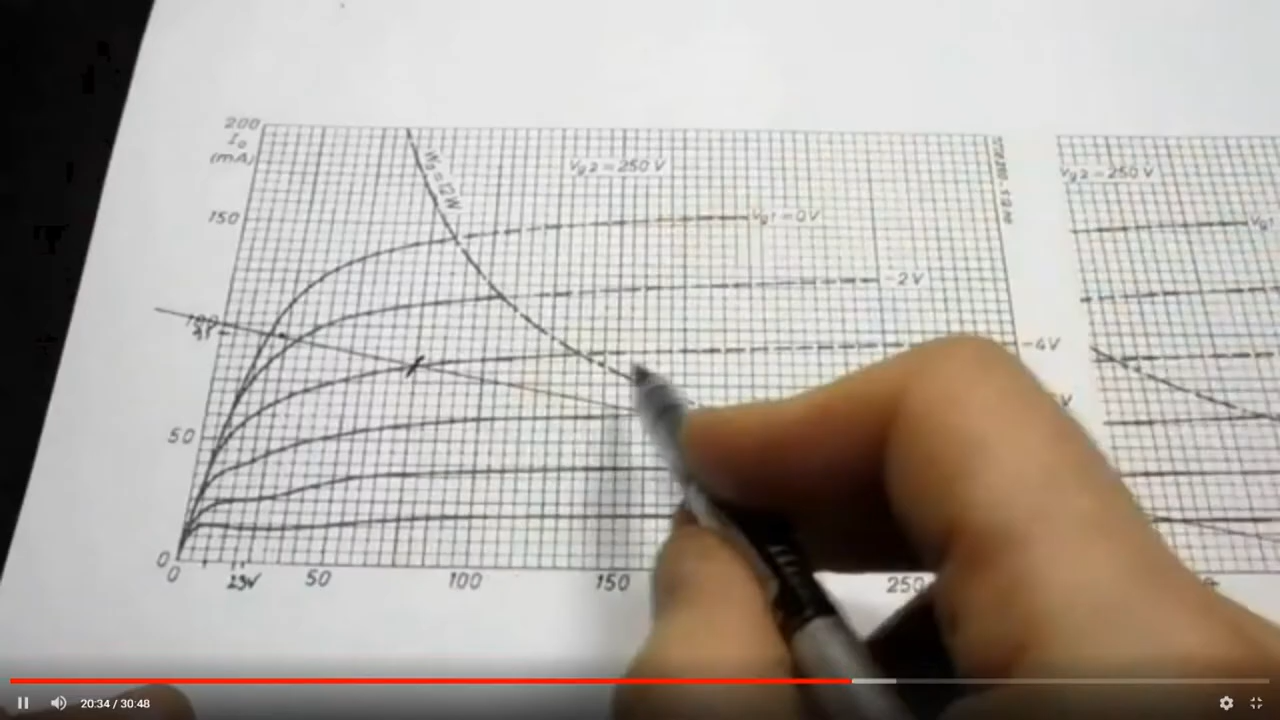 200
Ia
(mA)
Wa=12W
Vg2=250V
Vg2=250V
150
Vg1=0V
Vg1
-2V
100
-4V
V
50
0
0
23V
50
100
150
250
20:34 / 30:48